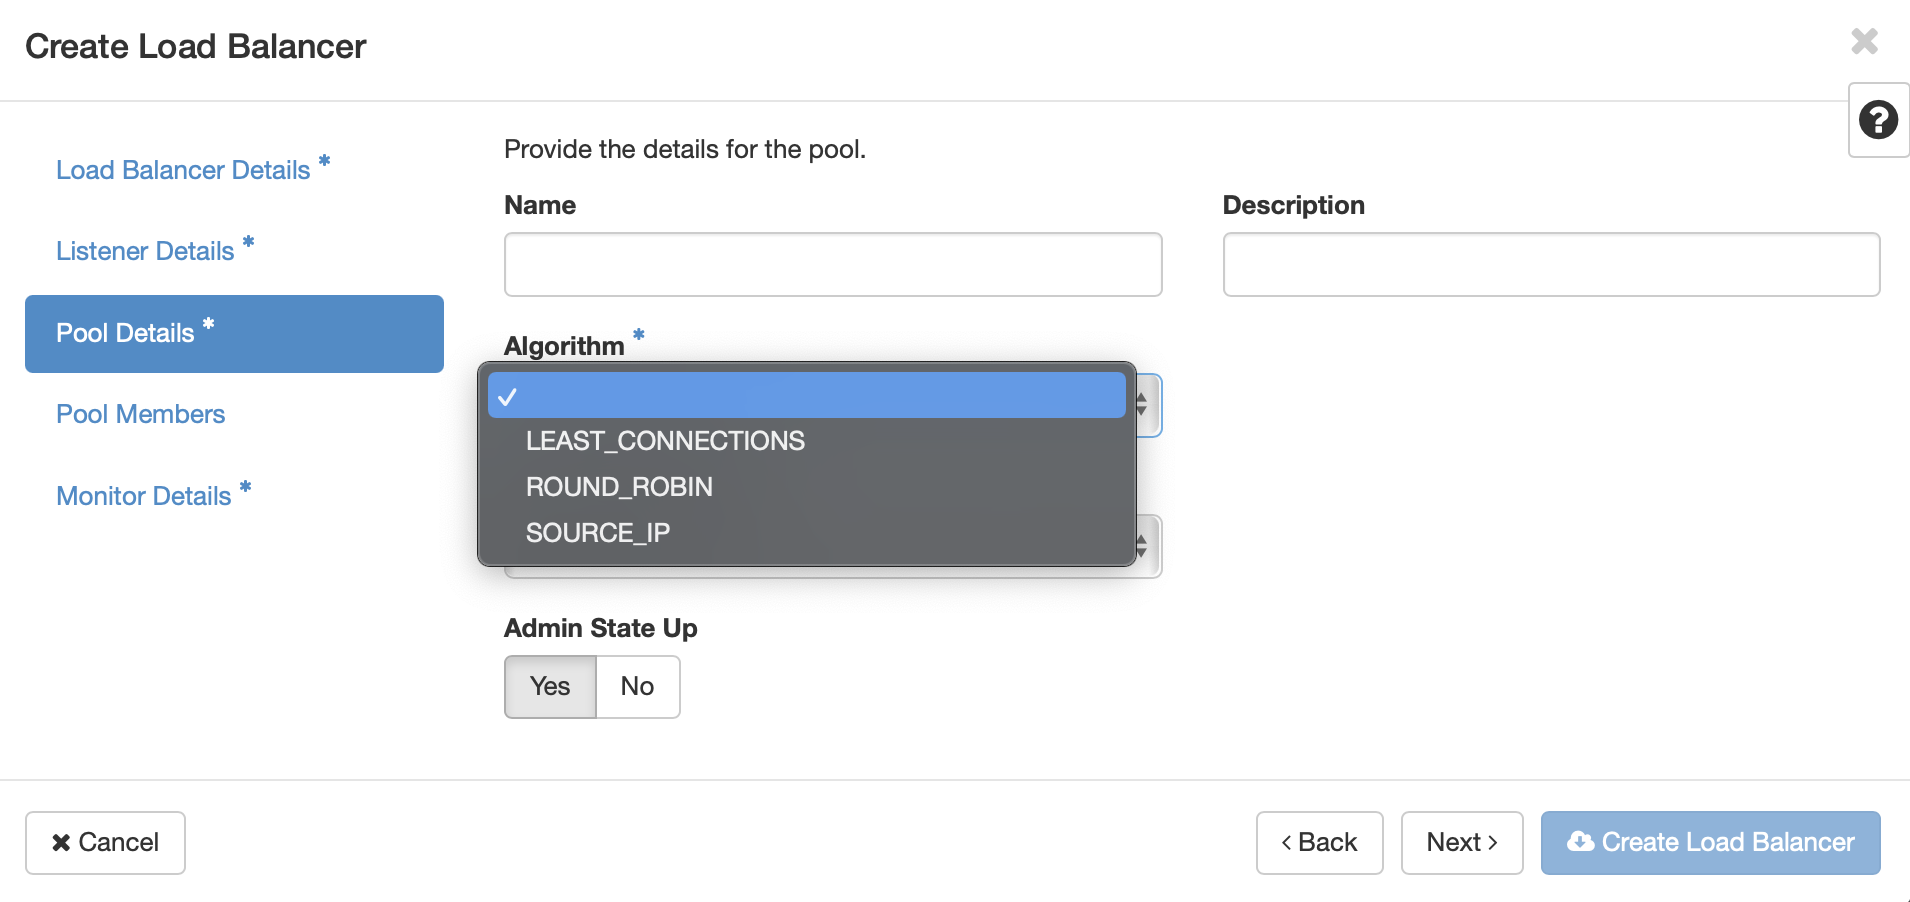 Create Load Balancer
Load Balancer Details *
Listener Details *
Pool Details *
Pool Members
Monitor Details *
Provide the details for the pool.
Name
Description
Algorithm *
LEAST_CONNECTIONS
ROUND_ROBIN
SOURCE_IP
Admin State Up
Yes No
Cancel
Back Next Create Load Balancer